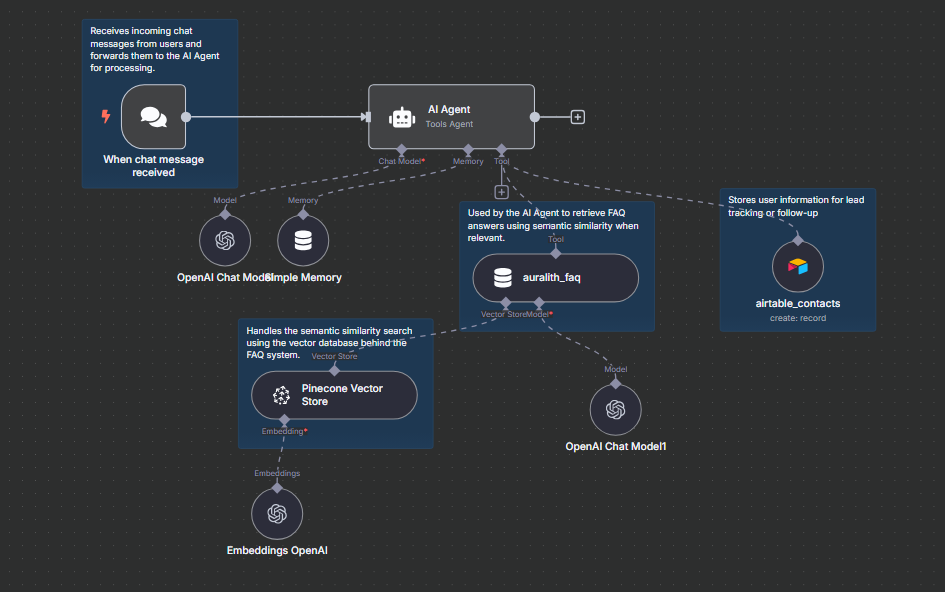 Receives incoming chat
messages from users and
forwards them to the AI Agent
for processing.
When chat message
received
AI Agent
Tools Agent
Chat Model*
Memory
Tool
Model
OpenAI Chat Model
Memory
Simple Memory
Used by the AI Agent to retrieve FAQ
answers using semantic similarity when
relevant.
Tool
auralith_faq
Vector Store
Model*
Stores user information for lead
tracking or follow-up
airtable_contacts
create: record
Handles the semantic similarity search
using the vector database behind the
FAQ system.
Vector Store
Pinecone Vector
Store
Embedding*
Model
OpenAI Chat Model1
Embeddings
Embeddings OpenAI